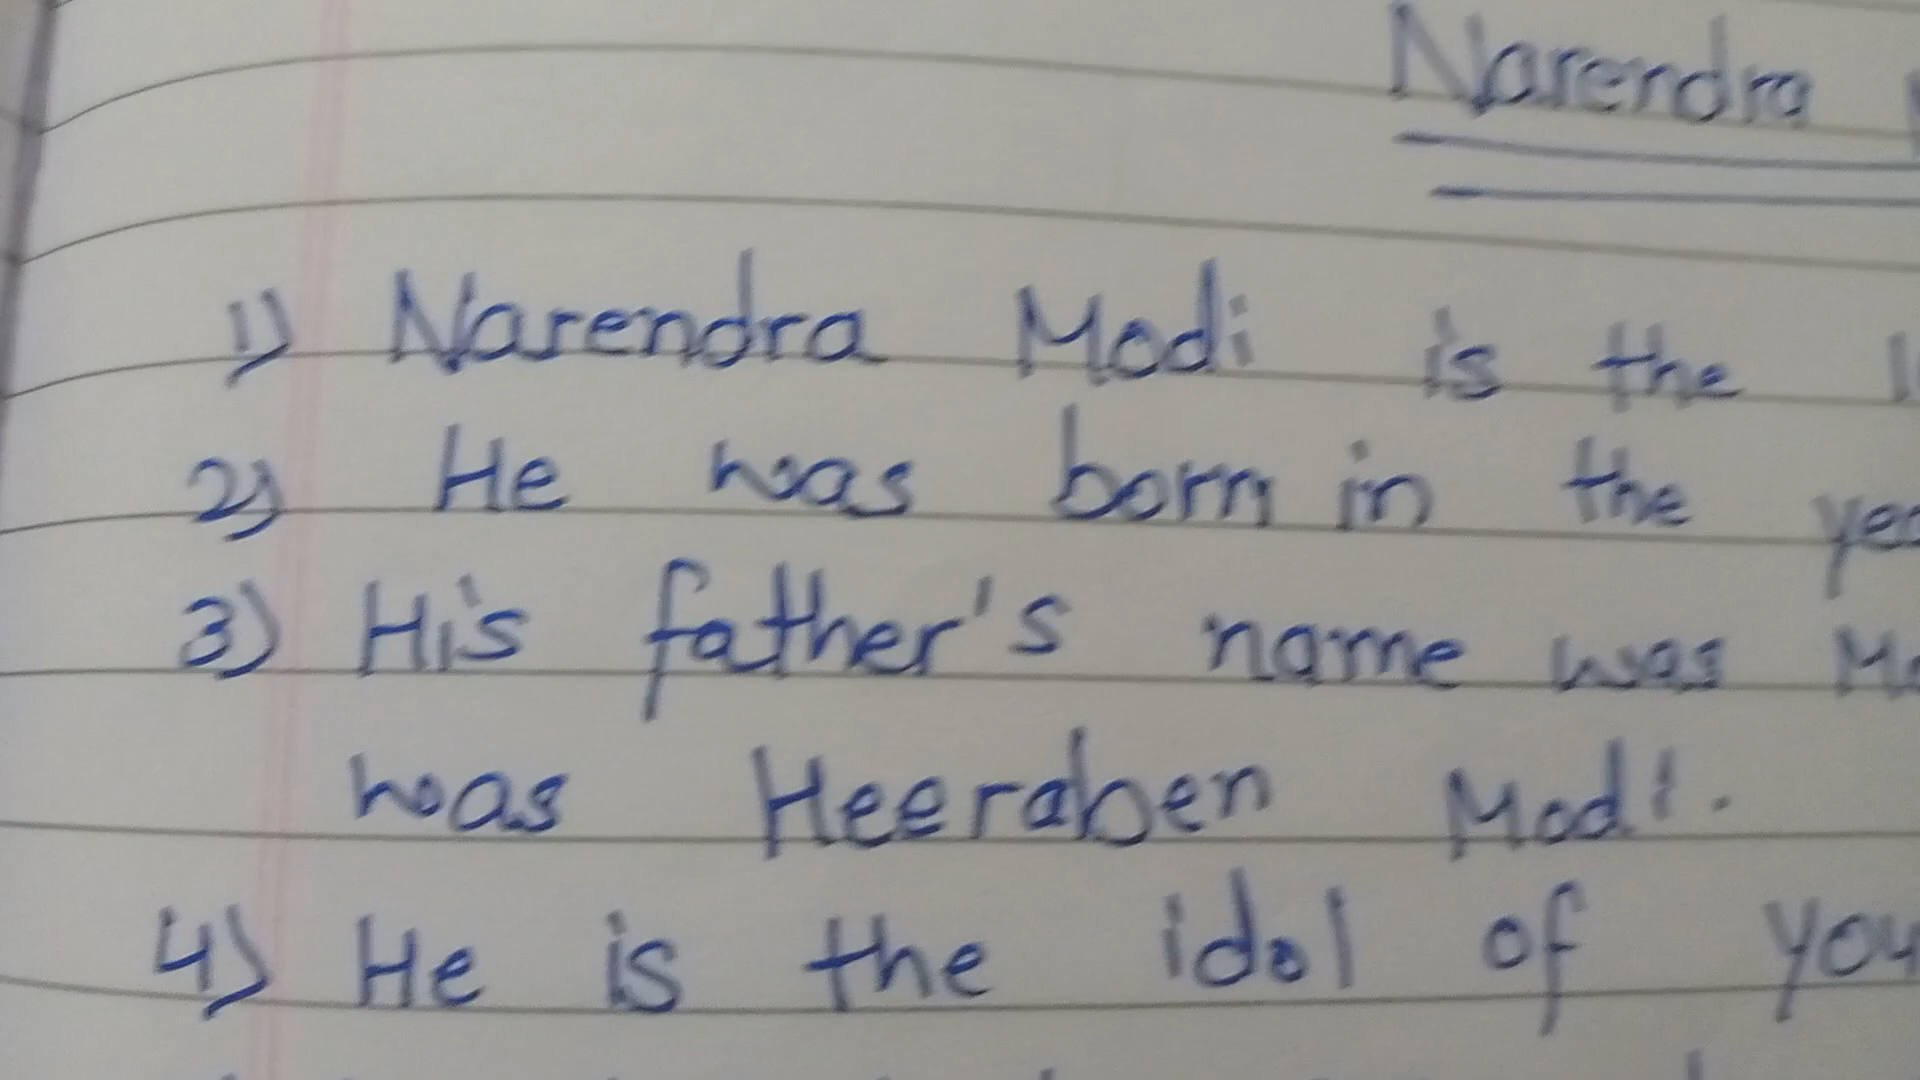 Narendra
1) Narendra Modi is the
2) He was born in the
3) His father's name was
was Heeraben Modi.
4) He is the idol of